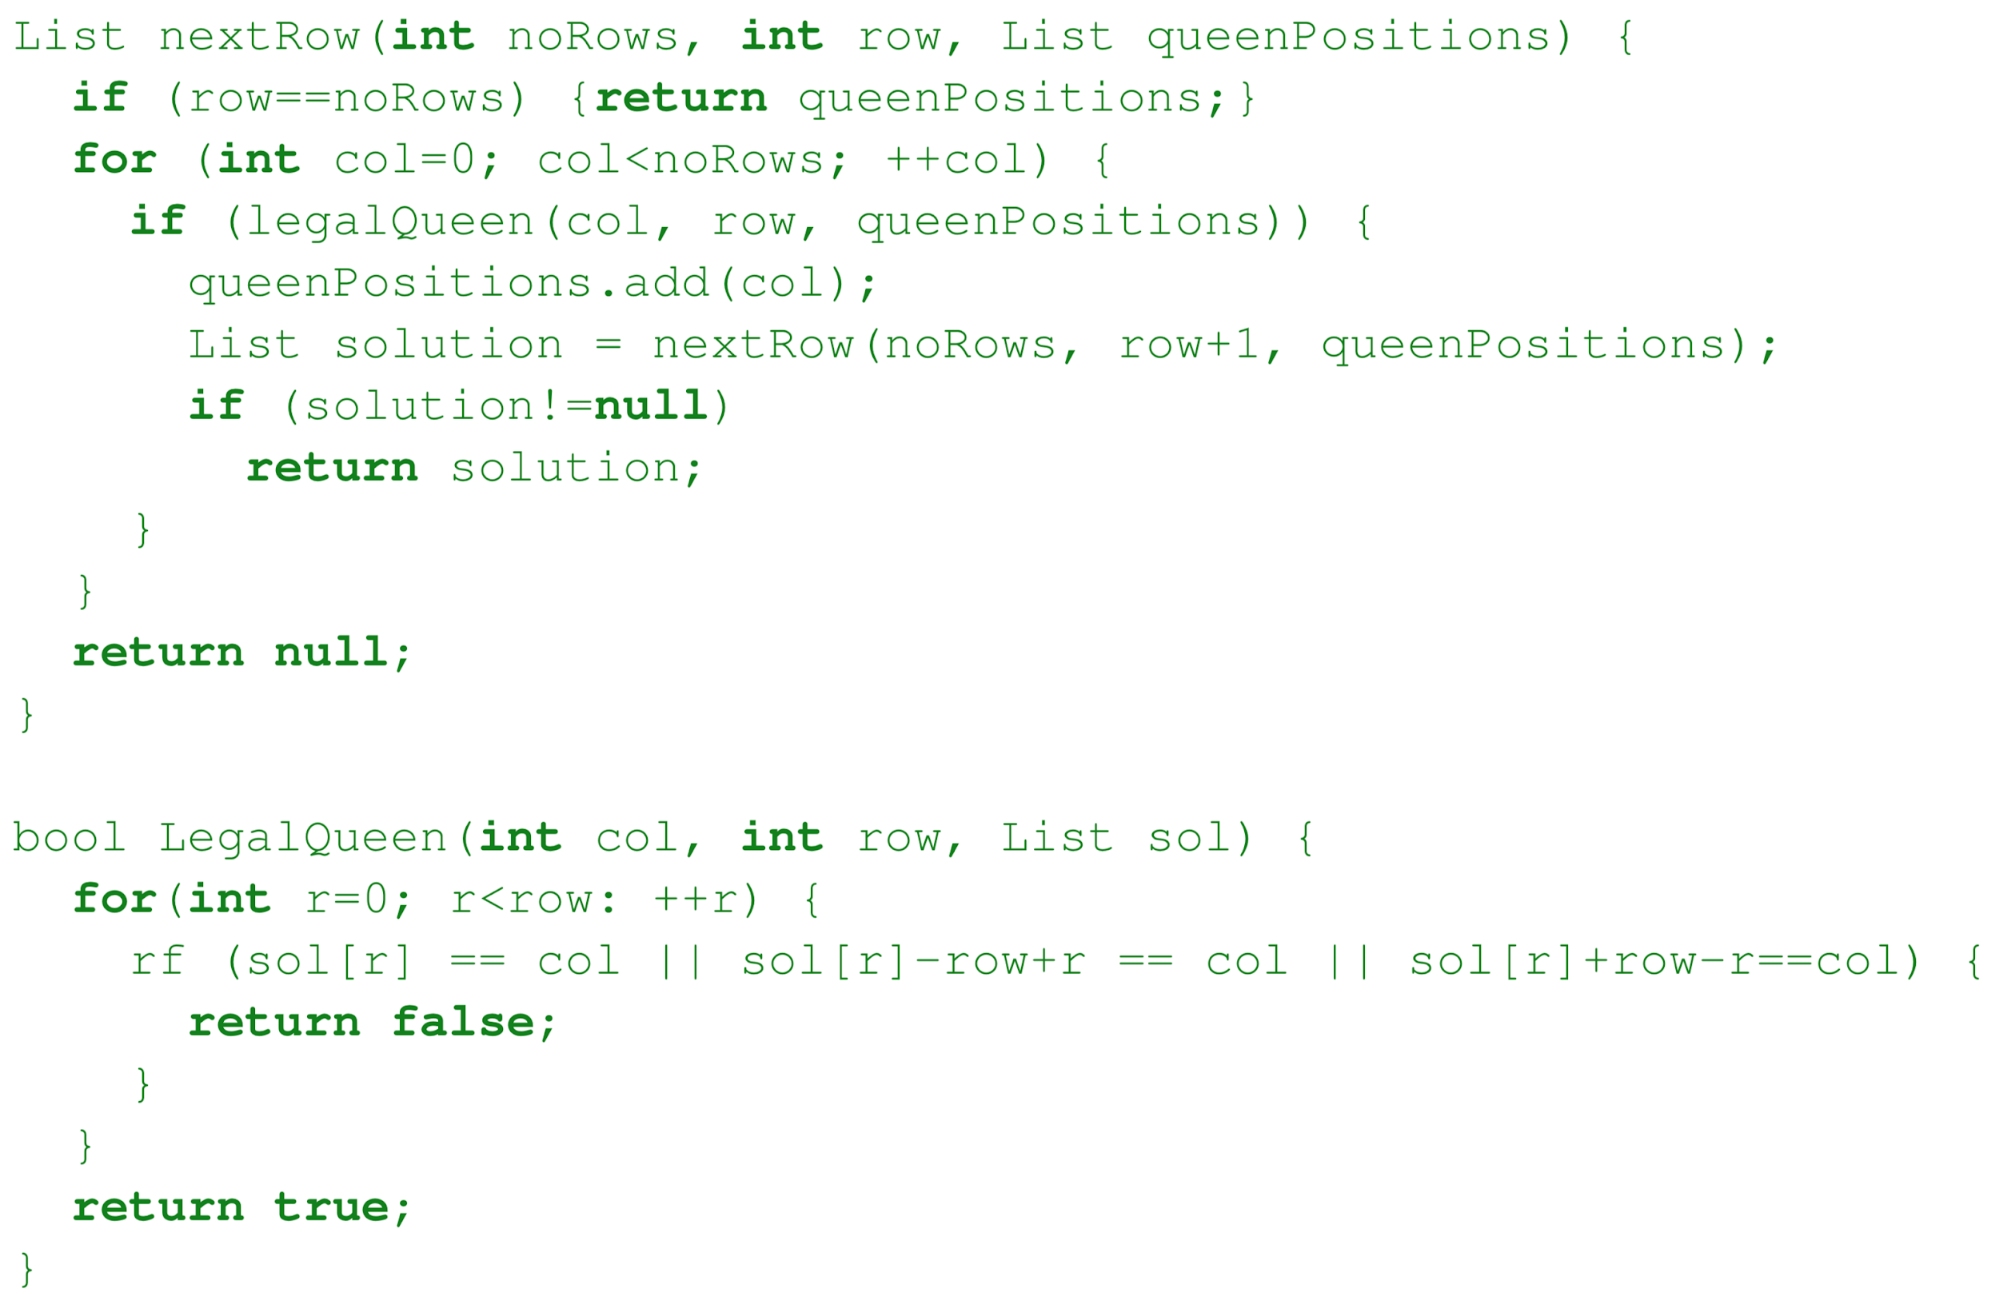 List nextRow(int noRows, int row, List queenPositions) {
  if (row==noRows) {return queenPositions;}
  for (int col=0; col<noRows; ++col) {
    if (legalQueen(col, row, queenPositions)) {
      queenPositions.add(col);
      List solution = nextRow(noRows, row+1, queenPositions);
      if (solution!=null)
        return solution;
    }
  }
  return null;
}

bool LegalQueen(int col, int row, List sol) {
  for(int r=0; r<row: ++r) {
    rf (sol[r] == col || sol[r]-row+r == col || sol[r]+row-r==col) {
      return false;
    }
  }
  return true;
}